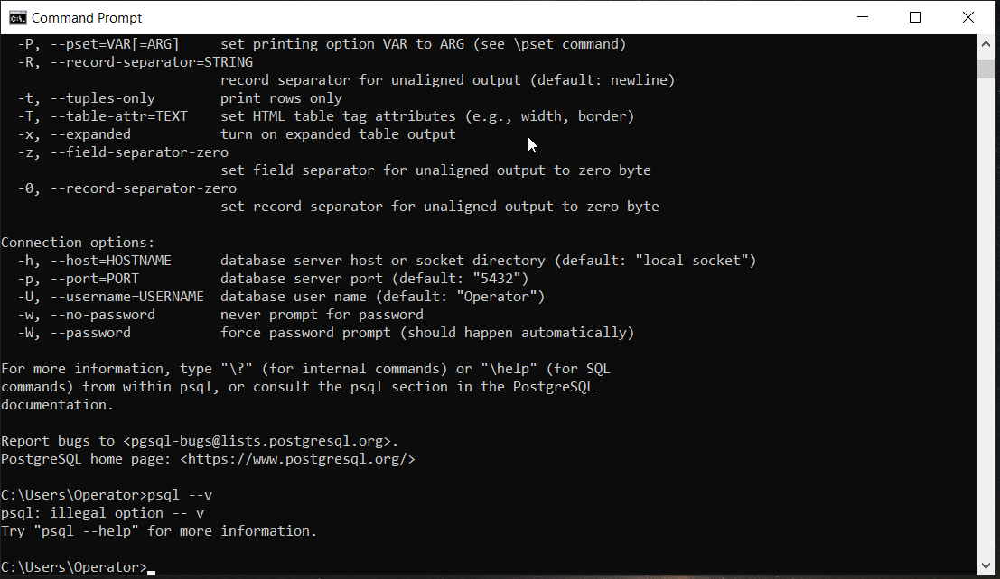 Command Prompt
-P, --pset=VAR[=ARG]     set printing option VAR to ARG (see \pset command)
-R, --record-separator=STRING
record separator for unaligned output (default: newline)
-t, --tuples-only        print rows only
-T, --table-attr=TEXT    set HTML table tag attributes (e.g., width, border)
-x, --expanded           turn on expanded table output
-z, --field-separator-zero
set field separator for unaligned output to zero byte
-0, --record-separator-zero
set record separator for unaligned output to zero byte
Connection options:
-h, --host=HOSTNAME      database server host or socket directory (default: "local socket")
-p, --port=PORT          database server port (default: "5432")
-U, --username=USERNAME  database user name (default: "Operator")
-w, --no-password        never prompt for password
-W, --password           force password prompt (should happen automatically)
For more information, type "\?" (for internal commands) or "\help" (for SQL
commands) from within psql, or consult the psql section in the PostgreSQL
documentation.
Report bugs to <pgsql-bugs@lists.postgresql.org>.
PostgreSQL home page: <https://www.postgresql.org/>
C:\Users\Operator>psql --v
psql: illegal option -- v
Try "psql --help" for more information.
C:\Users\Operator>